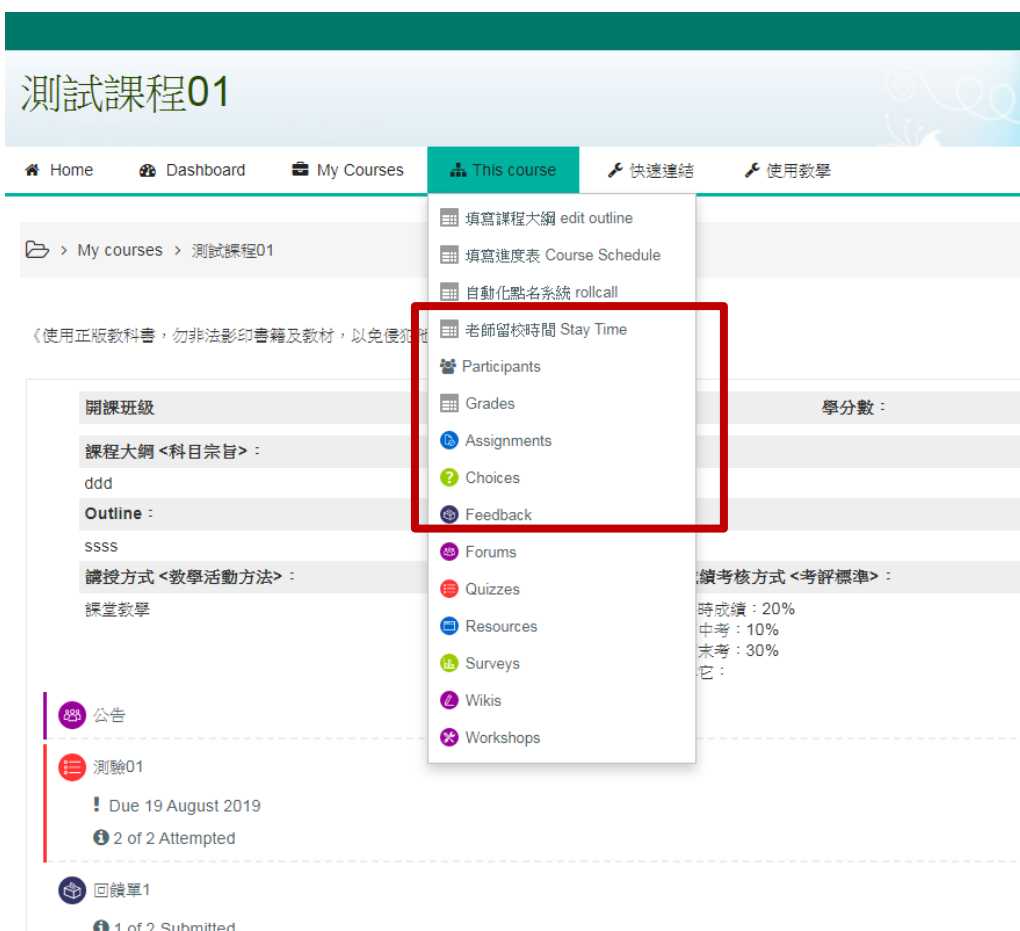 測試課程01
Home Dashboard My Courses This course 快速連結 使用教學
填寫課程大綱 edit outline
填寫進度表 Course Schedule
自動化點名系統 rollcall
老師留校時間 Stay Time
Participants
Grades
Assignments
Choices
Feedback
Forums
Quizzes
Resources
Surveys
Wikis
Workshops
> My courses > 測試課程01
《使用正版教科書，勿非法影印書籍及教材，以免侵犯他
開課班級 學分數：
課程大綱 <科目宗旨>：
ddd
Outline：
ssss
講授方式 <教學活動方法>： 績考核方式 <考評標準>：
課堂教學
時成績：20%
中考：10%
末考：30%
它：
公告
測驗01
! Due 19 August 2019
2 of 2 Attempted
回饋單1
1 of 2 Submitted